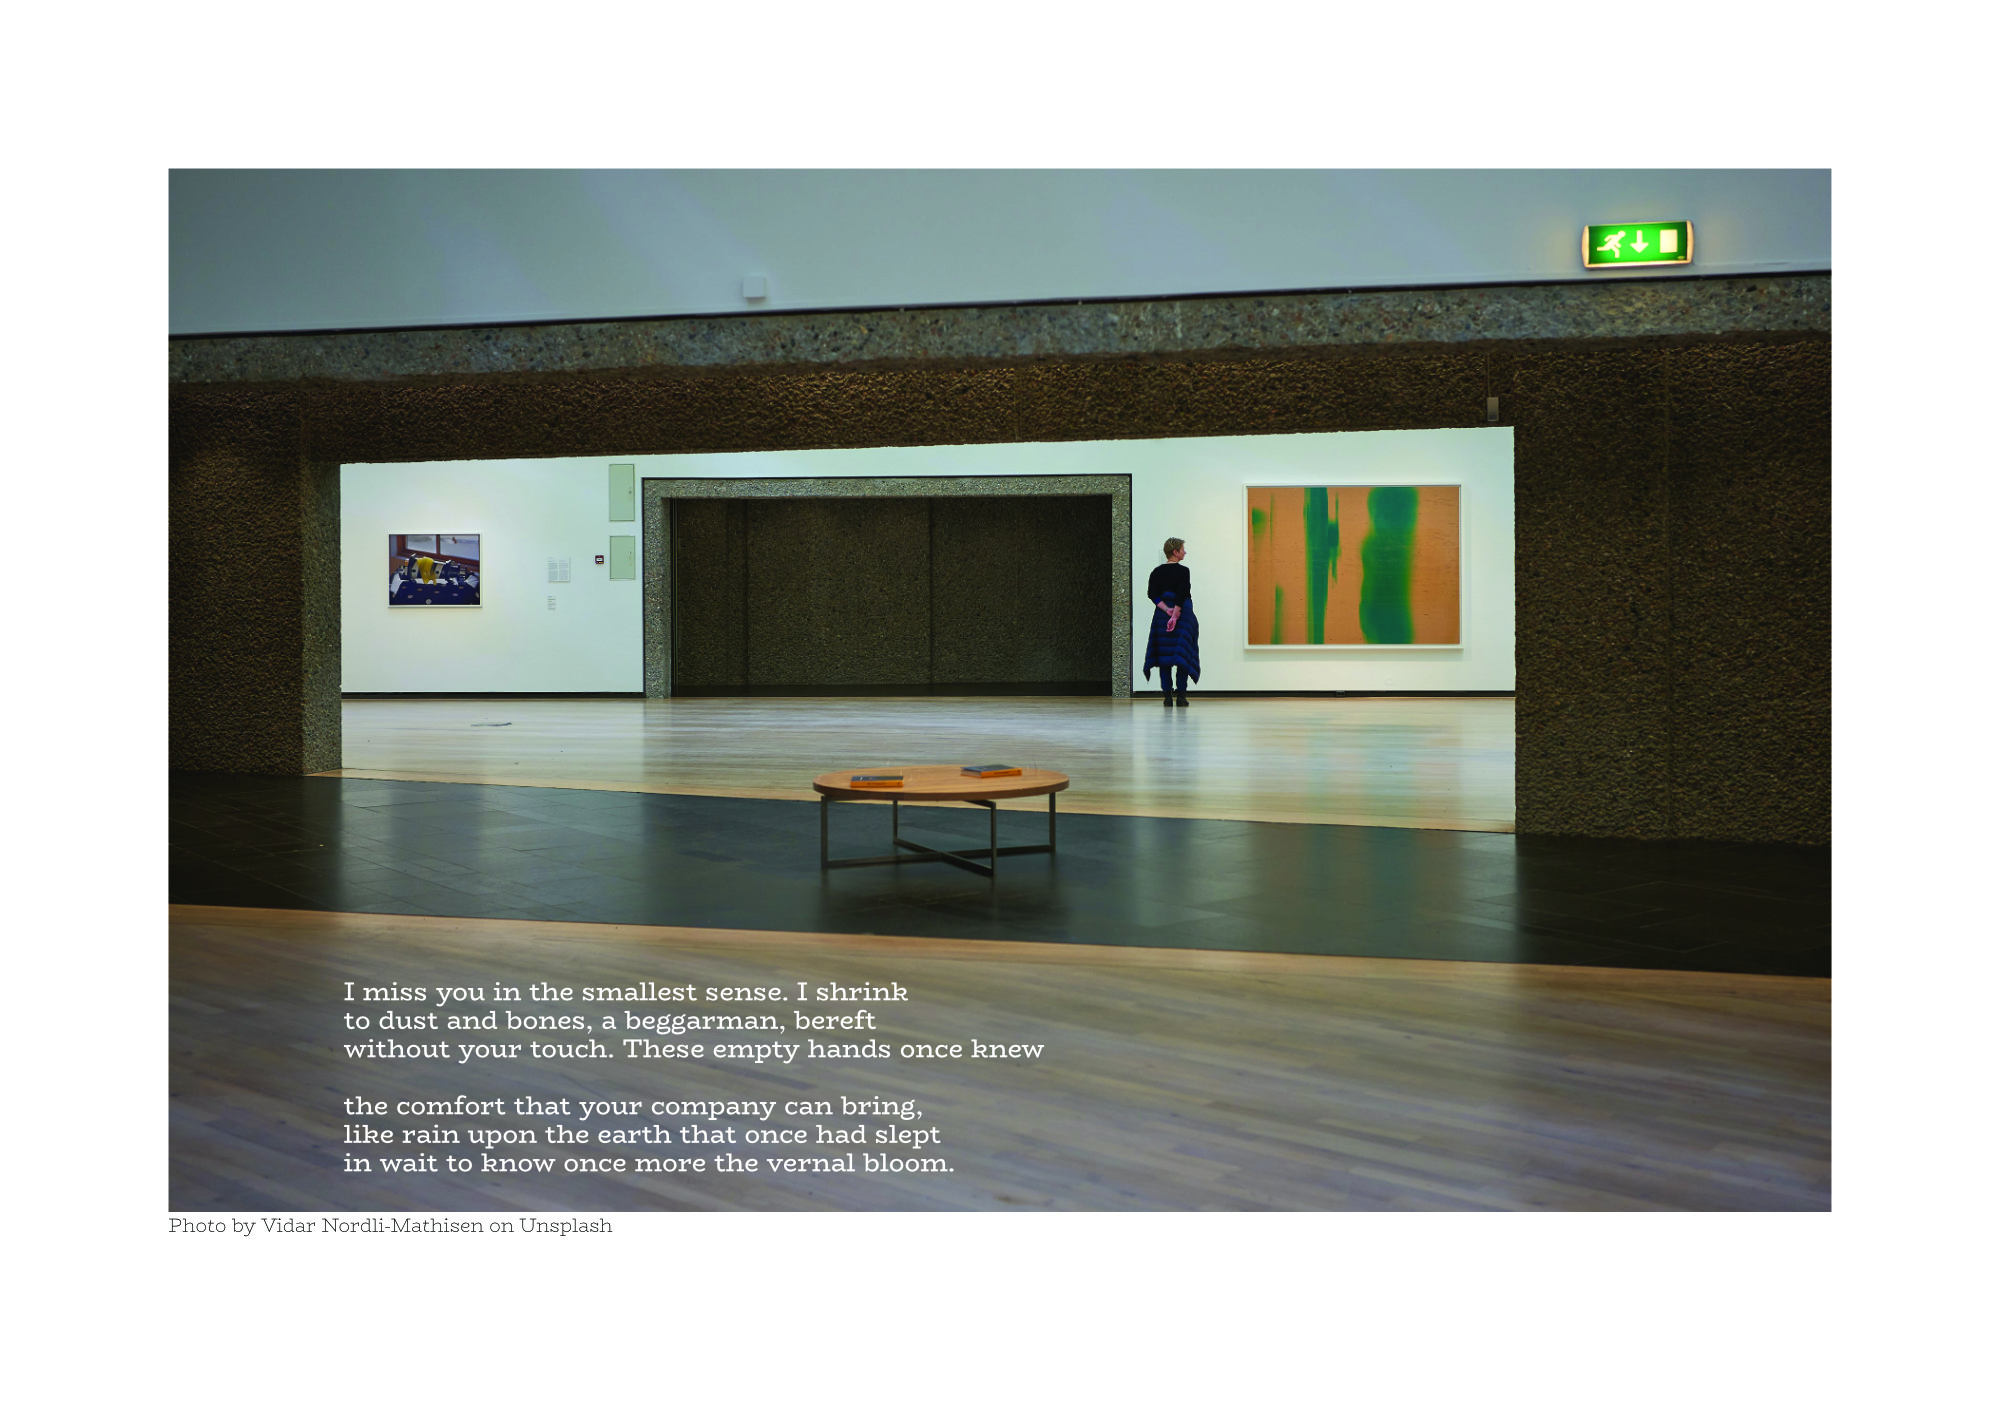 I miss you in the smallest sense. I shrink
to dust and bones, a beggarman, bereft
without your touch. These empty hands once knew
the comfort that your company can bring,
like rain upon the earth that once had slept
in wait to know once more the vernal bloom.
Photo by Vidar Nordli-Mathisen on Unsplash